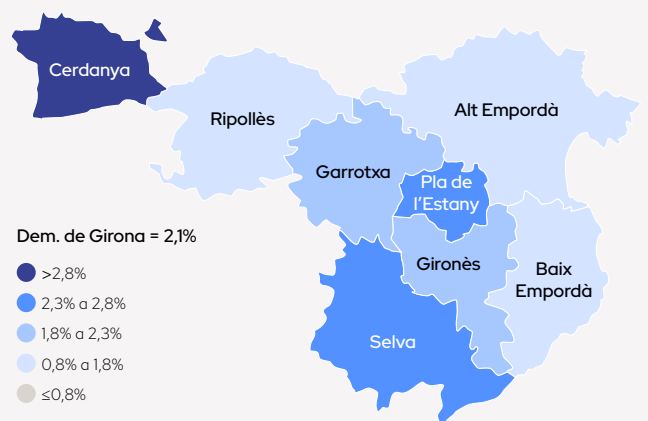 Cerdanya
Ripollès
Alt Empordà
Garrotxa
Pla de
l'Estany
Gironès
Baix
Empordà
Selva
Dem. de Girona = 2,1%
>2,8%
2,3% a 2,8%
1,8% a 2,3%
0,8% a 1,8%
≤0,8%